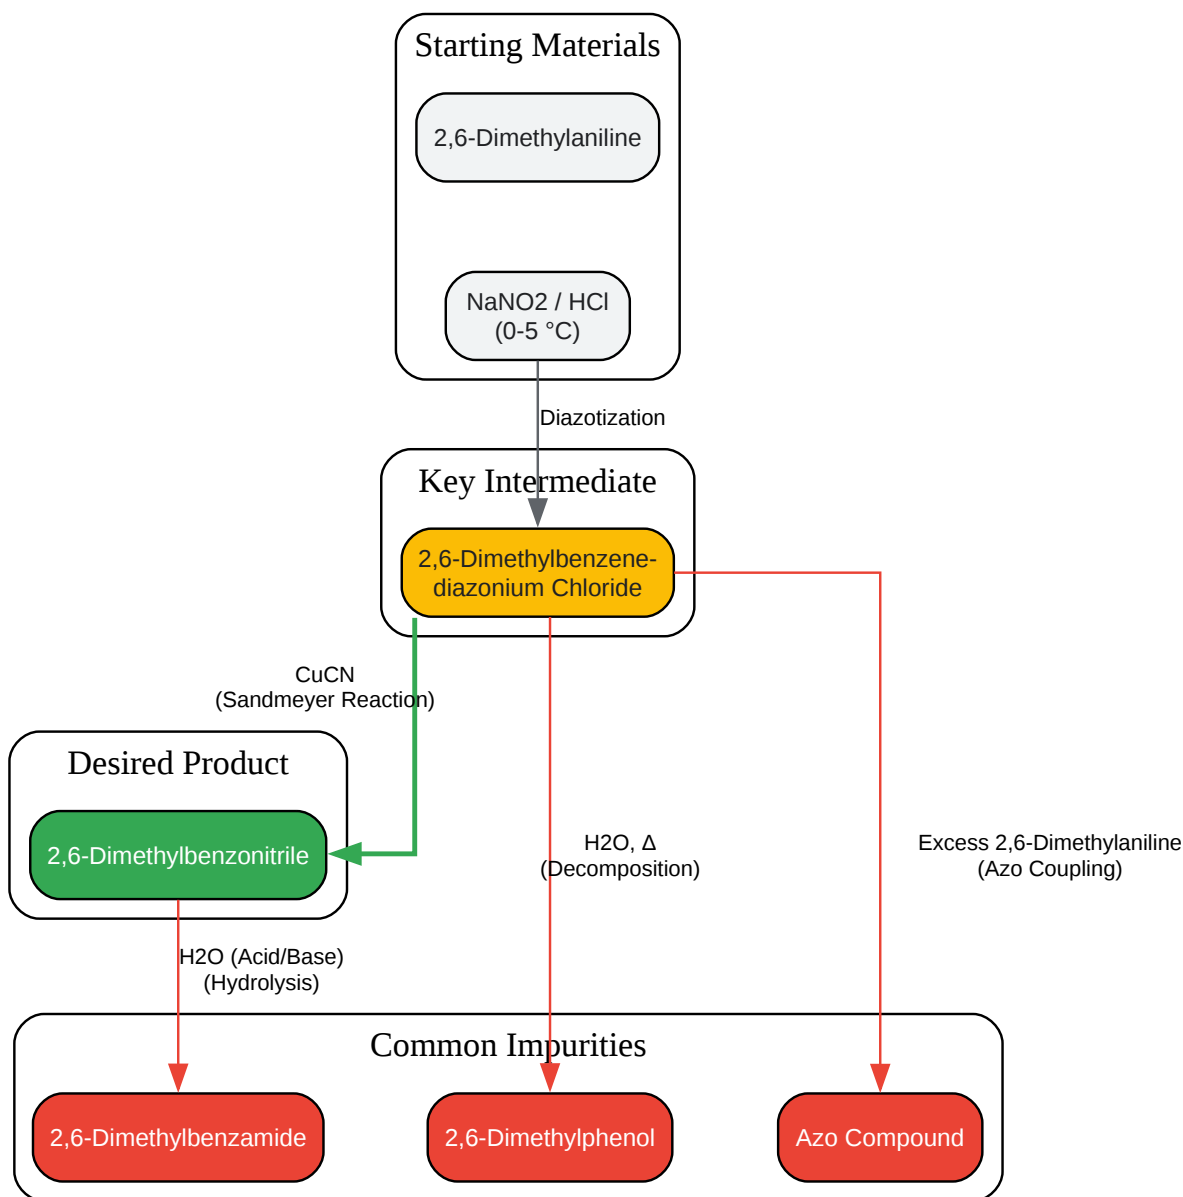 Starting Materials
2,6-Dimethylaniline
NaNO2 / HCl
(0-5 °C)
Diazotization
Key Intermediate
2,6-Dimethylbenzene-
diazonium Chloride
CuCN
(Sandmeyer Reaction)
Desired Product
2,6-Dimethylbenzonitrile
H2O, Δ
(Decomposition)
Excess 2,6-Dimethylaniline
(Azo Coupling)
H2O (Acid/Base)
(Hydrolysis)
Common Impurities
2,6-Dimethylbenzamide
2,6-Dimethylphenol
Azo Compound